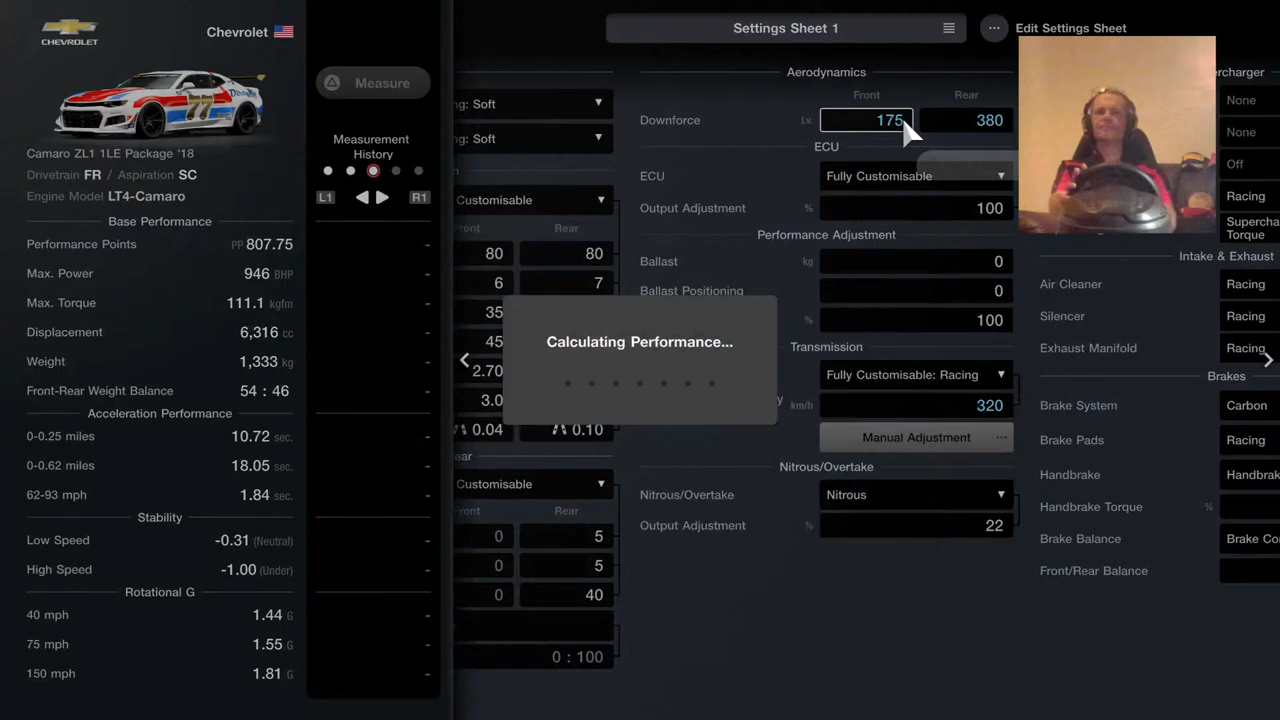 CHEVROLET
Chevrolet
Camaro ZL1 1LE Package '18
Drivetrain FR / Aspiration SC
Engine Model LT4-Camaro
Base Performance
Performance Points PP 807.75
Max. Power 946 BHP
Max. Torque 111.1 kgfm
Displacement 6,316 cc
Weight 1,333 kg
Front-Rear Weight Balance 54 : 46
Acceleration Performance
0-0.25 miles 10.72 sec.
0-0.62 miles 18.05 sec.
62-93 mph 1.84 sec.
Stability
Low Speed -0.31 (Neutral)
High Speed -1.00 (Under)
Rotational G
40 mph 1.44 G
75 mph 1.55 G
150 mph 1.81 G
Measure
Measurement
History
L1 R1
Settings Sheet 1
Edit Settings Sheet
ng: Soft
ng: Soft
Customisable
Front Rear
80 80
6 7
35
45
2.70
3.0
0.04 0.10
Customisable
Front Rear
0 5
0 5
0 40
0 : 100
Calculating Performance...
Aerodynamics
Front Rear
Downforce Lv. 175 380
ECU
ECU Fully Customisable
Output Adjustment % 100
Performance Adjustment
Ballast kg 0
Ballast Positioning 0
% 100
Transmission
Fully Customisable: Racing
km/h 320
Manual Adjustment
Nitrous/Overtake
Nitrous/Overtake Nitrous
Output Adjustment % 22
ercharger
None
None
Off
Racing
Supercha
Torque
Intake & Exhaust
Air Cleaner Racing
Silencer Racing
Exhaust Manifold Racing
Brakes
Brake System Carbon
Brake Pads Racing
Handbrake Handbrak
Handbrake Torque %
Brake Balance Brake Con
Front/Rear Balance